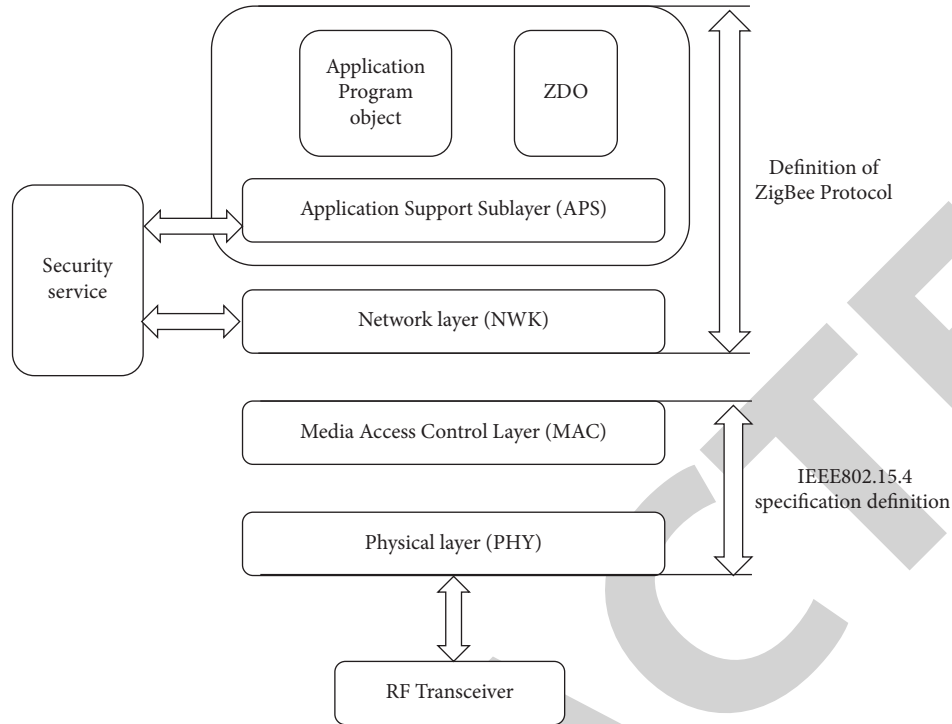 Application
Program
object
ZDO
Definition of
ZigBee Protocol
Application Support Sublayer (APS)
Security
service
Network layer (NWK)
Media Access Control Layer (MAC)
IEEE802.15.4
specification definition
Physical layer (PHY)
RF Transceiver